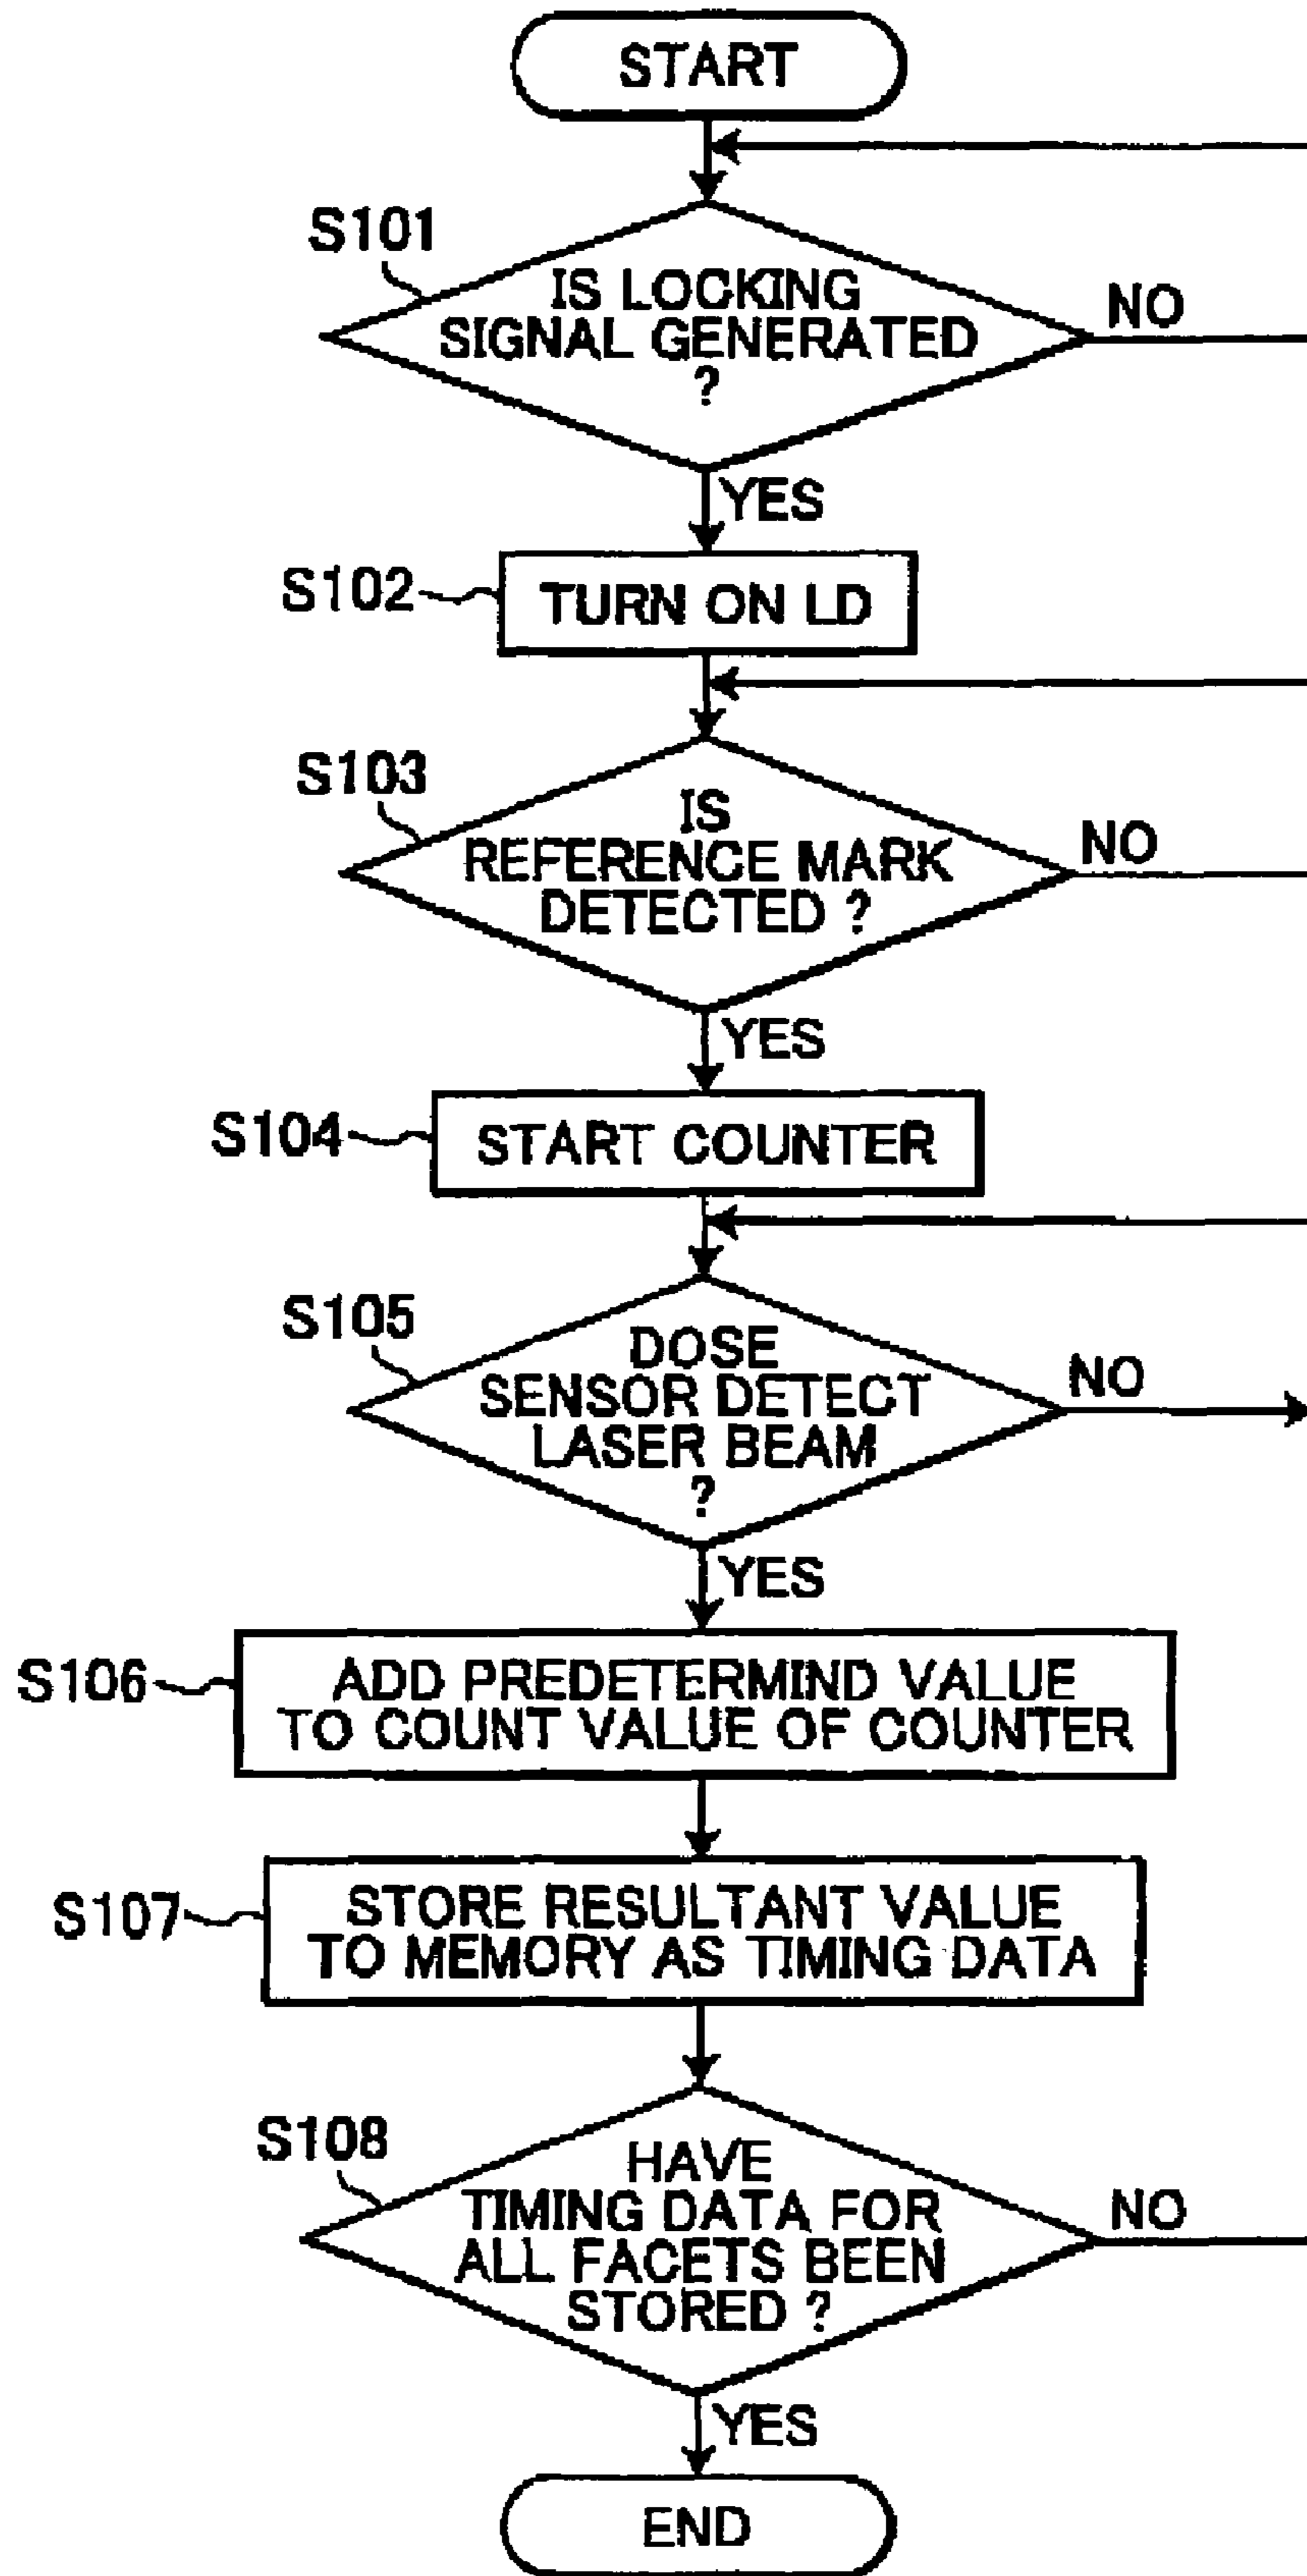 START
S101
IS LOCKING
SIGNAL GENERATED
?
NO
YES
S102
TURN ON LD
S103
IS
REFERENCE MARK
DETECTED ?
NO
YES
S104
START COUNTER
S105
DOSE
SENSOR DETECT
LASER BEAM
?
NO
YES
S106
ADD PREDETERMIND VALUE
TO COUNT VALUE OF COUNTER
S107
STORE RESULTANT VALUE
TO MEMORY AS TIMING DATA
S108
HAVE
TIMING DATA FOR
ALL FACETS BEEN
STORED ?
NO
YES
END